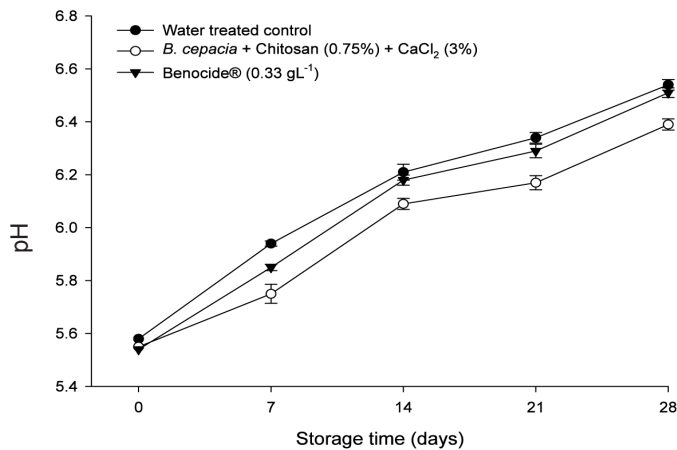 6.8
Water treated control
B. cepacia + Chitosan (0.75%) + CaCl₂ (3%)
Benocide® (0.33 gL⁻¹)
6.6
6.4
6.2
6.0
5.8
5.6
5.4
pH
0 7 14 21 28
Storage time (days)